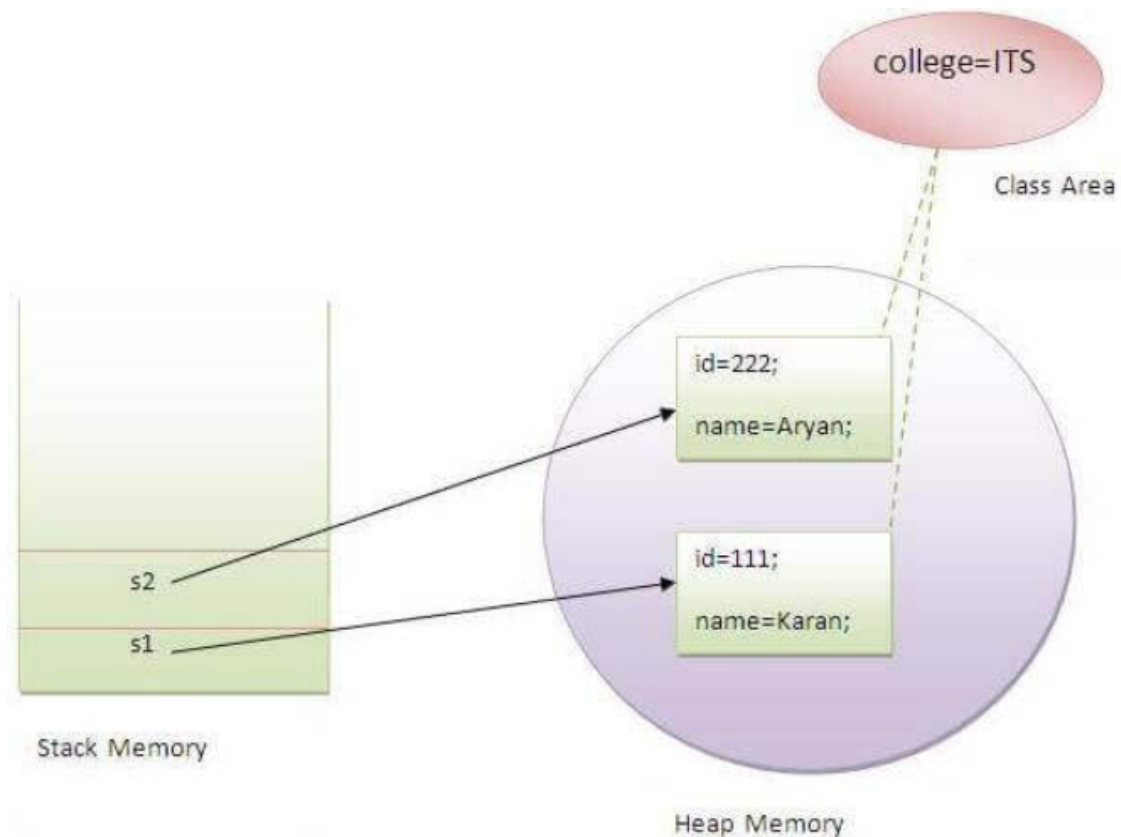 college=ITS
Class Area
id=222;
name=Aryan;
s2
id=111;
s1
name=Karan;
Stack Memory
Heap Memory